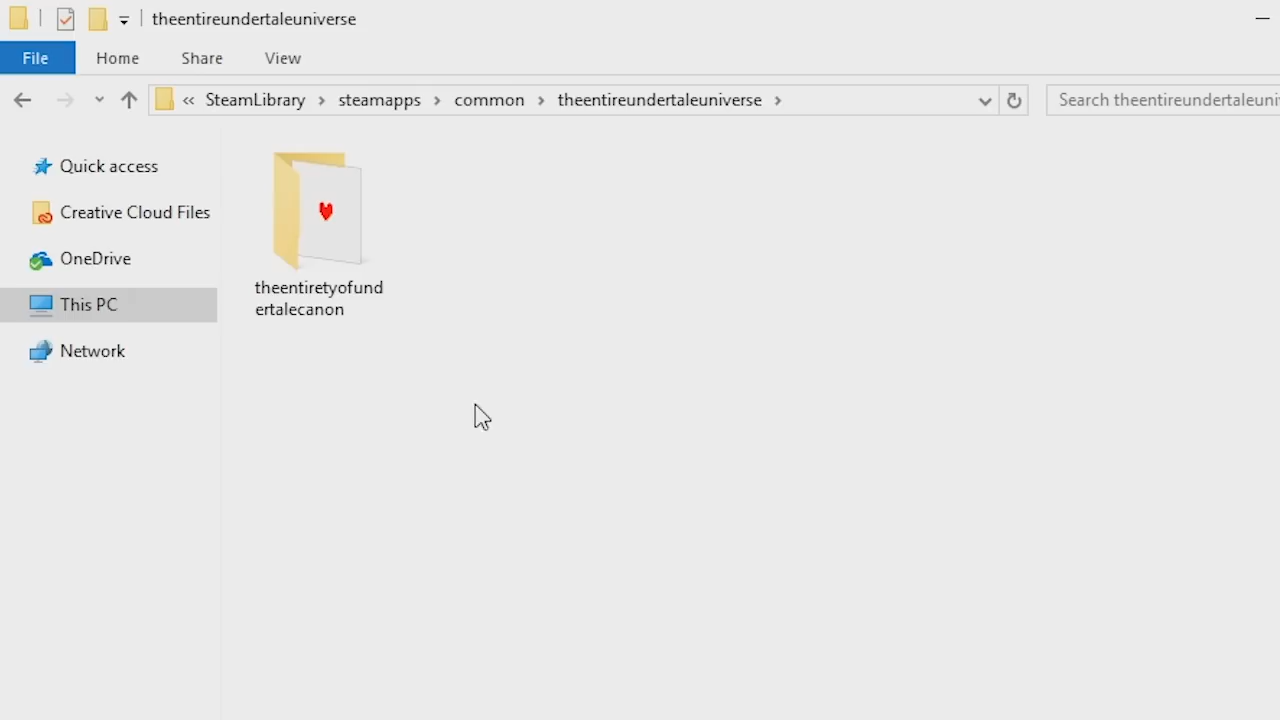 theentireundertaleuniverse
File Home Share View
« SteamLibrary > steamapps > common > theentireundertaleuniverse > Search theentireundertaleuni
Quick access
Creative Cloud Files
OneDrive
This PC
Network
theentiretyofund
ertalecanon